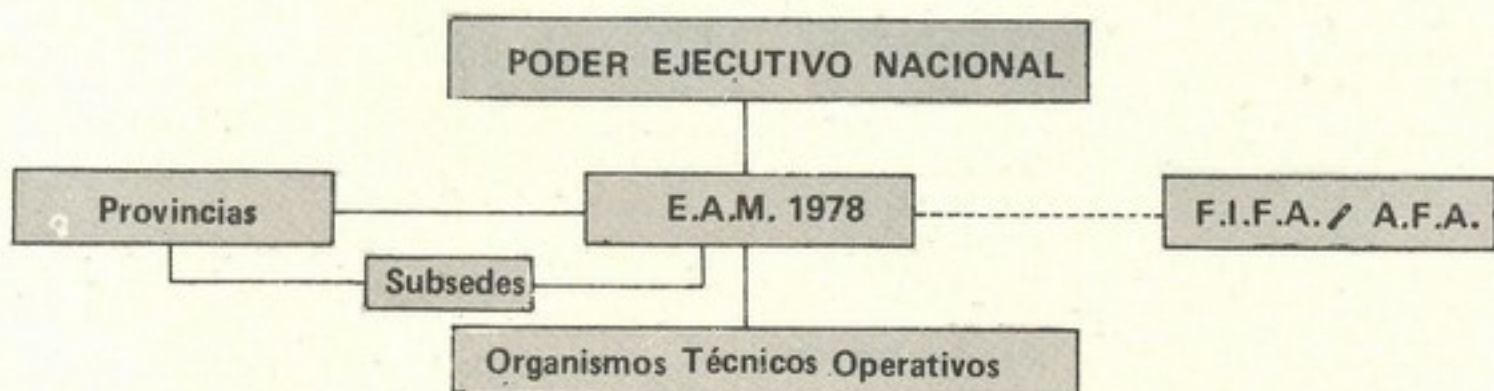 PODER EJECUTIVO NACIONAL
Provincias
E.A.M. 1978
F.I.F.A. / A.F.A.
Subsedes
Organismos Técnicos Operativos